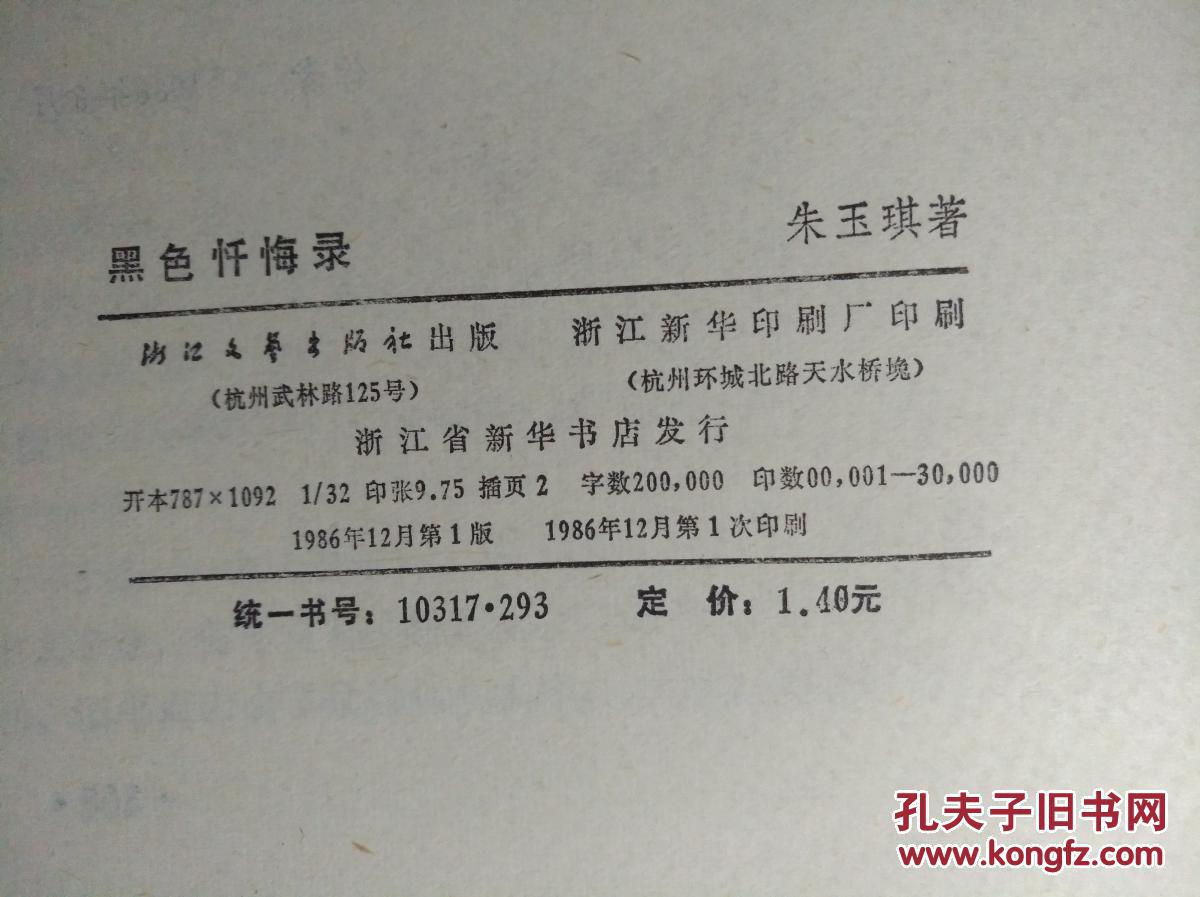 黑色忏悔录 朱玉琪著
浙江文艺出版社出版 浙江新华印刷厂印刷
（杭州武林路125号） （杭州环城北路天水桥堍）
浙江省新华书店发行
开本787×1092 1/32 印张9.75 插页2 字数200,000 印数00,001—30,000
1986年12月第1版 1986年12月第1次印刷
统一书号：10317·293 定 价：1.40元
孔夫子旧书网
www.kongfz.com